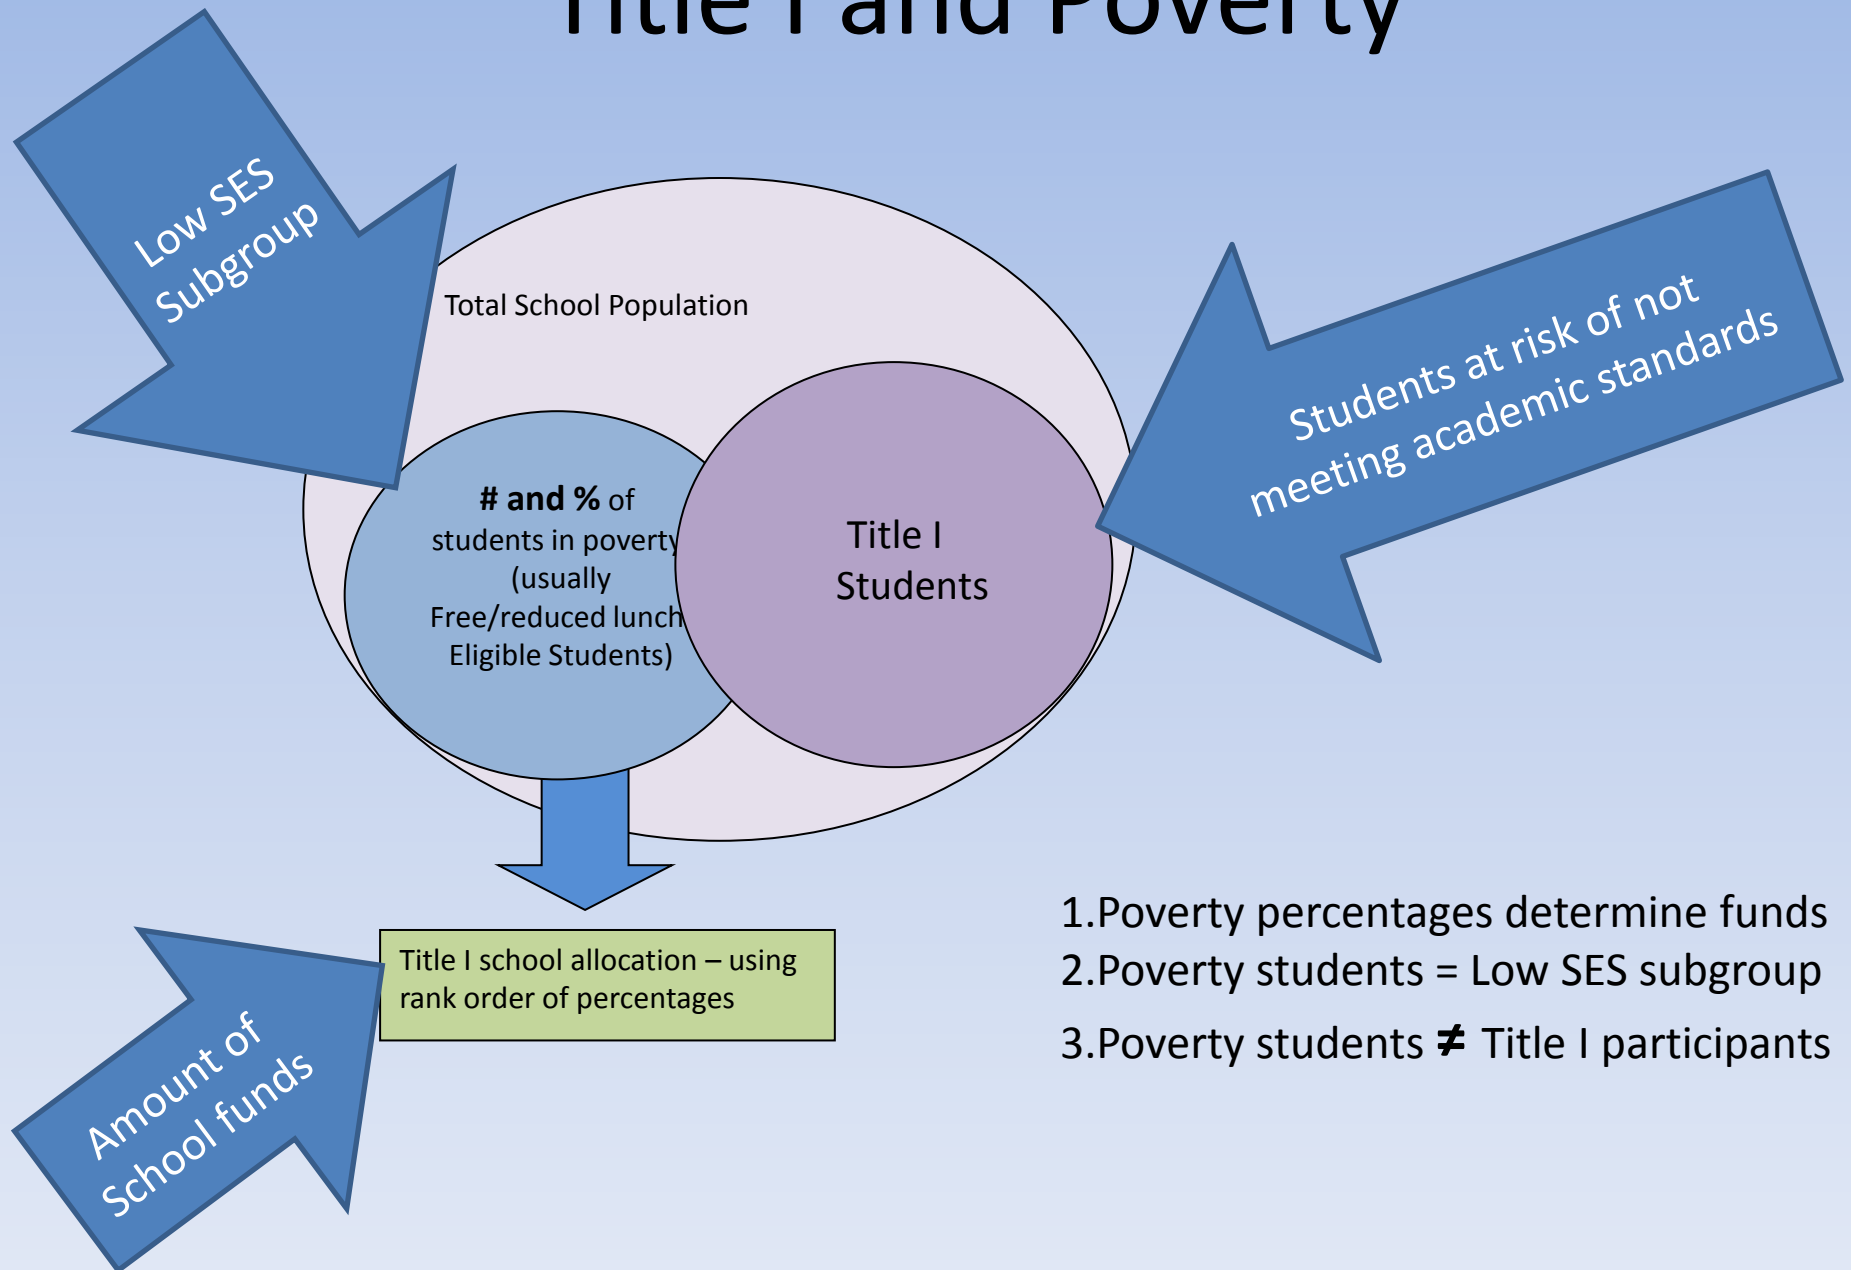 Title I and Poverty
Low SES
Subgroup
Total School Population
Students at risk of not
meeting academic standards
# and % of
students in poverty
(usually
Free/reduced lunch
Eligible Students)
Title I
Students
Title I school allocation – using
rank order of percentages
Amount of
School funds
1.Poverty percentages determine funds
2.Poverty students = Low SES subgroup
3.Poverty students ≠ Title I participants